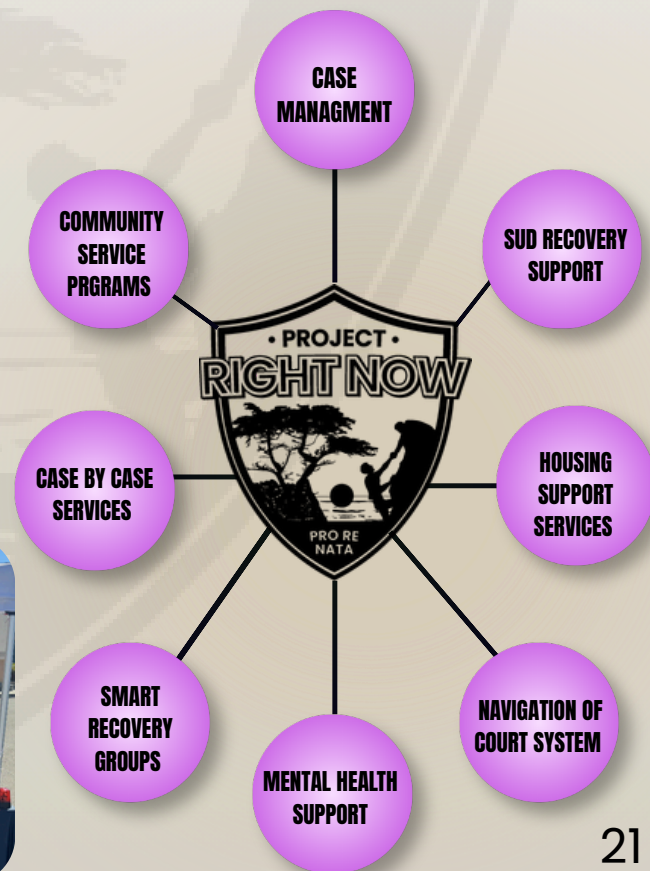 CASE
MANAGMENT
COMMUNITY
SERVICE
PRGRAMS
SUD RECOVERY
SUPPORT
• PROJECT •
RIGHT NOW
PRO RE
NATA
CASE BY CASE
SERVICES
HOUSING
SUPPORT
SERVICES
SMART
RECOVERY
GROUPS
NAVIGATION OF
COURT SYSTEM
MENTAL HEALTH
SUPPORT
21